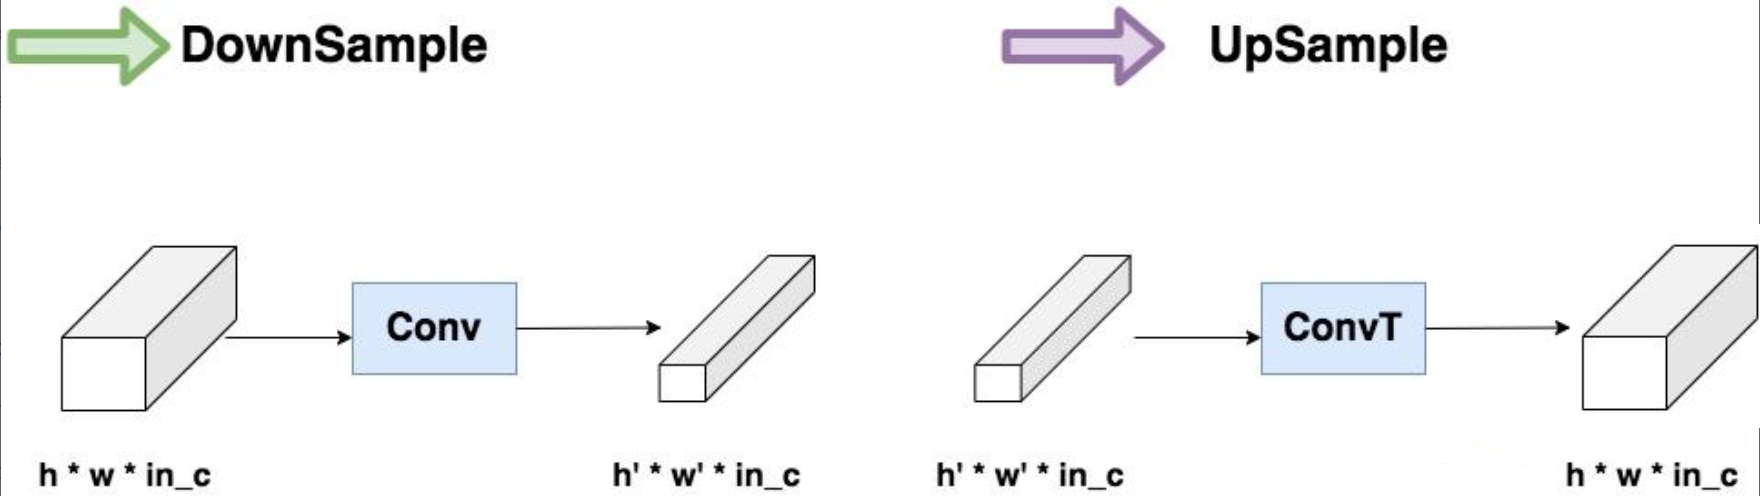 DownSample
UpSample
Conv
ConvT
h * w * in_c
h' * w' * in_c
h' * w' * in_c
h * w * in_c